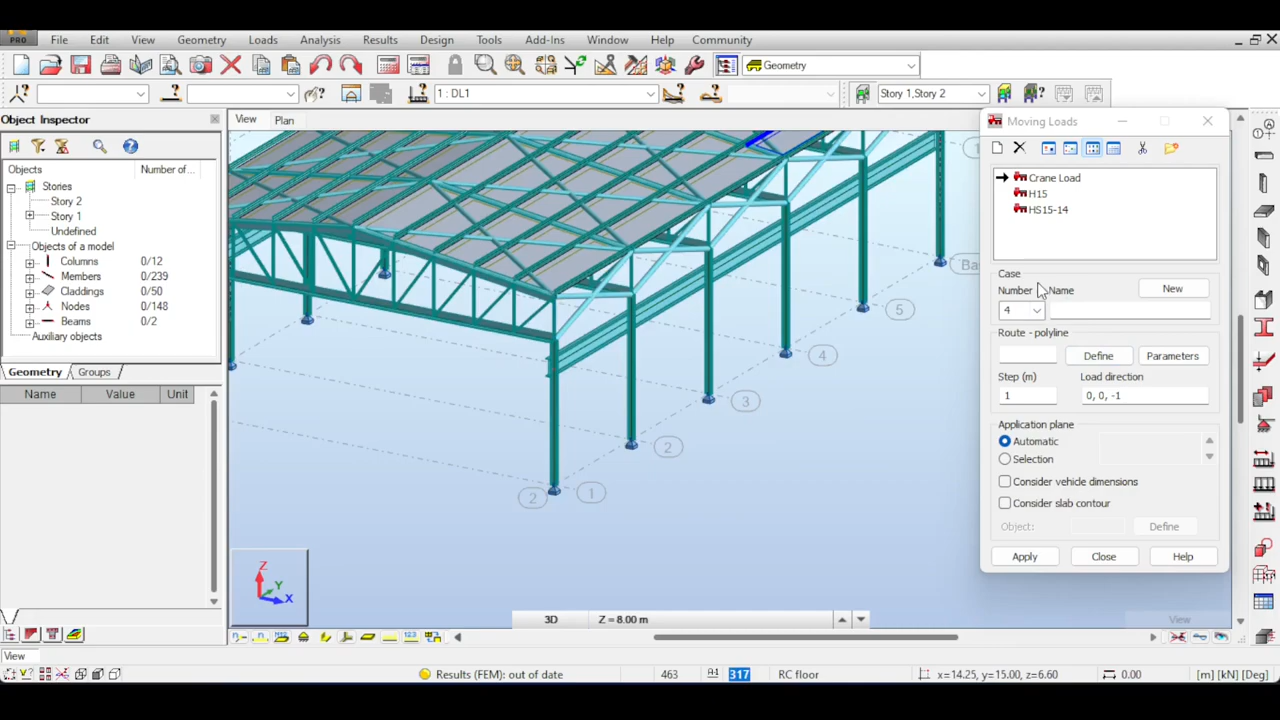 PRO File Edit View Geometry Loads Analysis Results Design Tools Add-Ins Window Help Community
Geometry
1 : DL1 Story 1,Story 2
Object Inspector
View Plan
Moving Loads
Objects Number of...
Stories
Story 2
Story 1
Undefined
Objects of a model
Columns 0/12
Members 0/239
Claddings 0/110
Nodes 0/148
Beams 0/2
Auxiliary objects
Geometry Groups
Name Value Unit
Crane Load
H15
HS15-14
Case
Number Name New
4
Route - polyline
Define Parameters
Step (m) Load direction
1 0, 0, -1
Application plane
Automatic
Selection
Consider vehicle dimensions
Consider slab contour
Object: Define
Apply Close Help
Ba
5
4
3
2
2 1
Z
Y
X
3D Z = 8.00 m
View
View
Results (FEM): out of date 463 317 RC floor x=14.25, y=15.00, z=6.60 0.00 [m] [kN] [Deg]